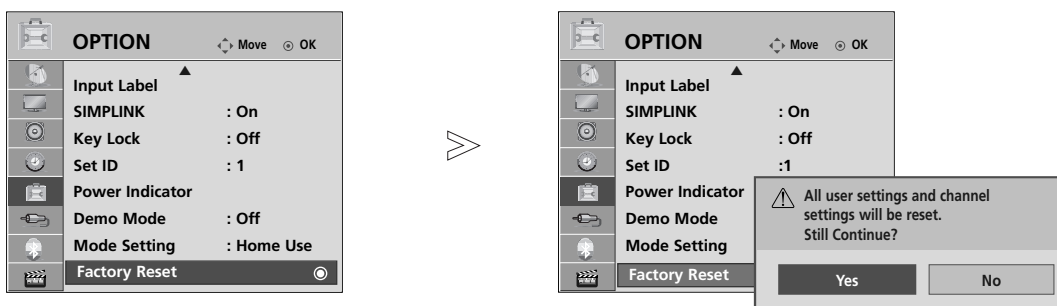 OPTION Move OK
Input Label
SIMPLINK : On
Key Lock : Off
Set ID : 1
Power Indicator
Demo Mode : Off
Mode Setting : Home Use
Factory Reset
OPTION Move OK
Input Label
SIMPLINK : On
Key Lock : Off
Set ID :1
Power Indicator
Demo Mode
Mode Setting
Factory Reset
All user settings and channel
settings will be reset.
Still Continue?
Yes No